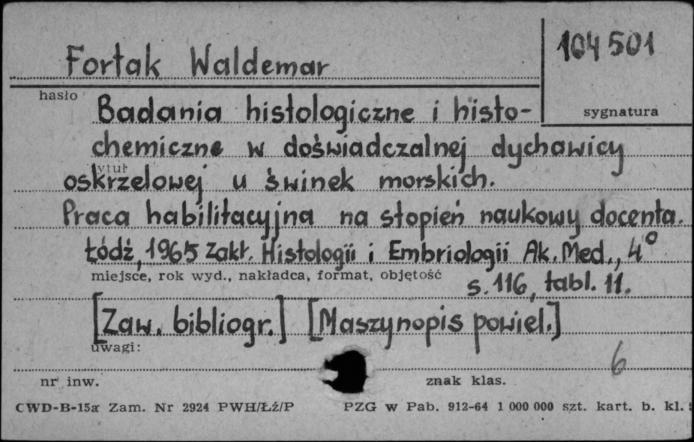 Fortak Waldemar
104 501
hasło
sygnatura
Badania histologiczne i histo-
chemiczne w doświadczalnej dychawicy
tytuł
oskrzelowej u świnek morskich.
Praca habilitacyjna na stopień naukowy docenta.
Łódź, 1965 Zakł. Histologii i Embriologii Ak. Med., 4°
miejsce, rok wyd., nakładca, format, objętość
s. 116, tabl. 11.
[Zaw. bibliogr.] [Maszynopis powiel.]
uwagi:
6
nr inw.
znak klas.
CWD-B-15a Zam. Nr 2924 PWH/Łź/P
PZG w Pab. 912-64 1 000 000 szt. kart. b. kl.